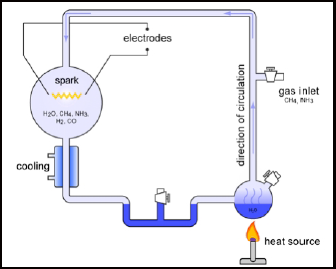 electrodes
spark
H2O, CH4, NH3,
H2, CO
cooling
direction of circulation
gas inlet
CH4, NH3
H2O
heat source